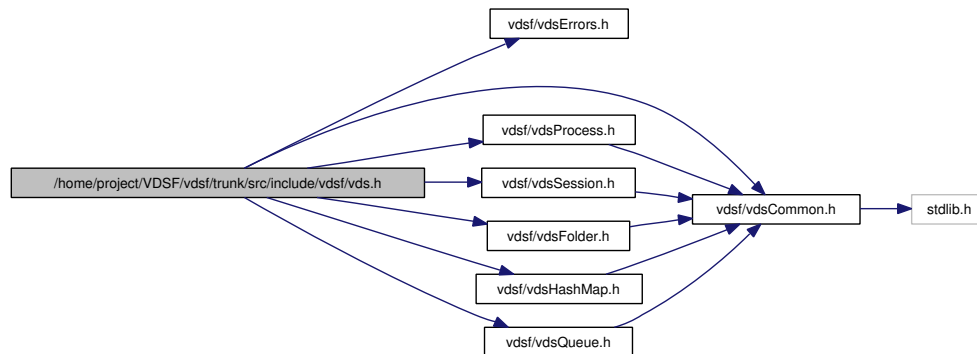 vdsf/vdsErrors.h
vdsf/vdsProcess.h
/home/project/VDSF/vdsf/trunk/src/include/vdsf/vds.h
vdsf/vdsSession.h
vdsf/vdsCommon.h
stdlib.h
vdsf/vdsFolder.h
vdsf/vdsHashMap.h
vdsf/vdsQueue.h